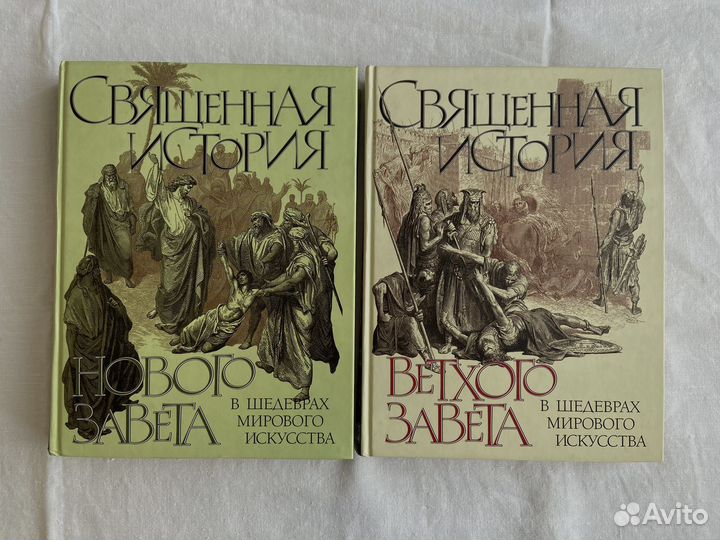 СВЯЩЕННАЯ
ИСТОРИЯ
НОВОГО
ЗАВЕТА
В ШЕДЕВРАХ
МИРОВОГО
ИСКУССТВА
СВЯЩЕННАЯ
ИСТОРИЯ
ВЕТХОГО
ЗАВЕТА
В ШЕДЕВРАХ
МИРОВОГО
ИСКУССТВА
Avito